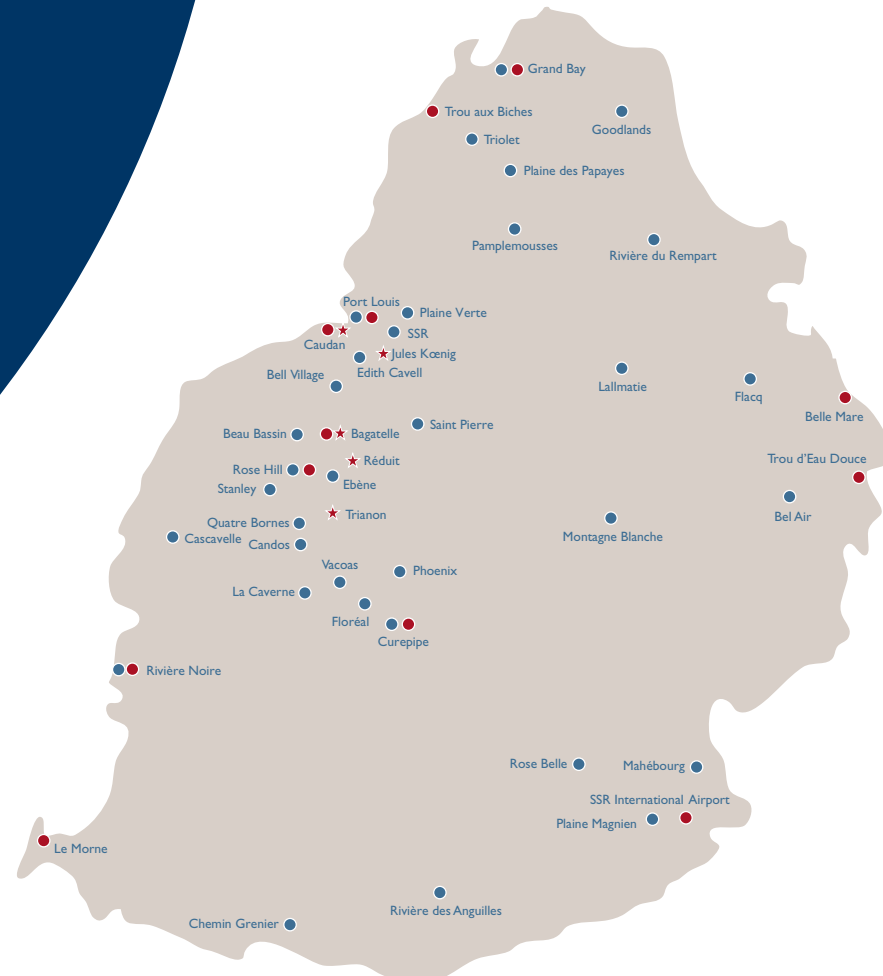 Grand Bay
Trou aux Biches
Goodlands
Triolet
Plaine des Papayes
Pamplemousses
Rivière du Rempart
Port Louis
Plaine Verte
SSR
Caudan
Jules Kœnig
Edith Cavell
Bell Village
Lallmatie
Flacq
Belle Mare
Saint Pierre
Beau Bassin
Bagatelle
Trou d'Eau Douce
Réduit
Rose Hill
Ebène
Stanley
Bel Air
Trianon
Quatre Bornes
Montagne Blanche
Cascavelle
Candos
Vacoas
Phoenix
La Caverne
Floréal
Curepipe
Rivière Noire
Rose Belle
Mahébourg
SSR International Airport
Plaine Magnien
Le Morne
Rivière des Anguilles
Chemin Grenier